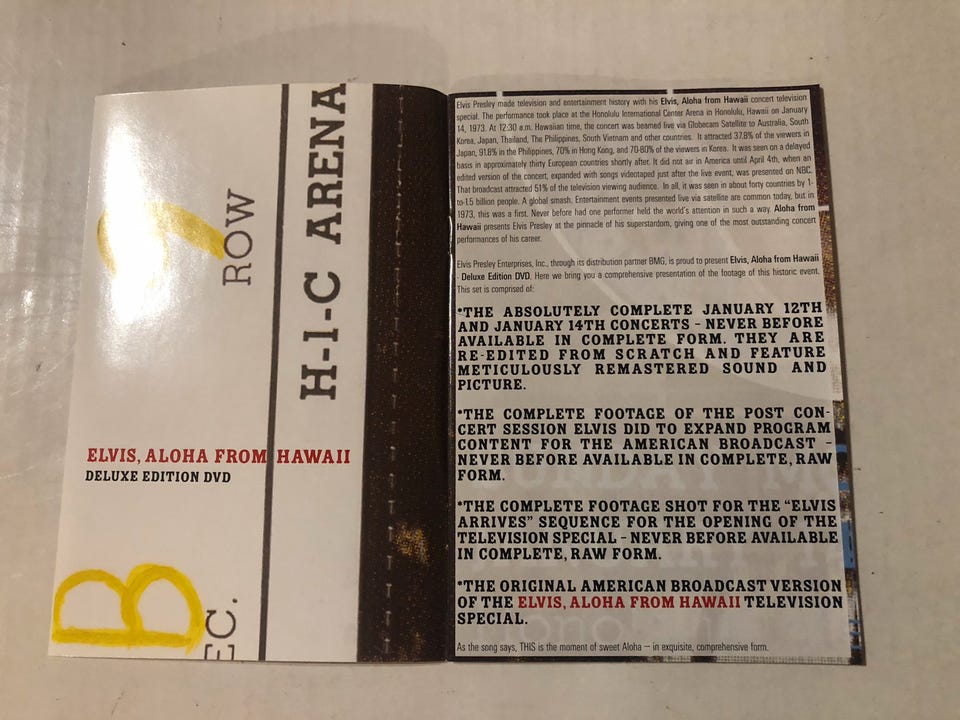 ROW
H-I-C ARENA
ELVIS, ALOHA FROM HAWAII
DELUXE EDITION DVD
B
EC.
Elvis Presley made television and entertainment history with his Elvis, Aloha from Hawaii concert television
special. The performance took place at the Honolulu International Center Arena in Honolulu, Hawaii on January
14, 1973. At 12:30 a.m. Hawaiian time, the concert was beamed live via Globecam Satellite to Australia, South
Korea, Japan, Thailand, The Philippines, South Vietnam and other countries. It attracted 37.8% of the viewers in
Japan, 91.8% in the Philippines, 70% in Hong Kong, and 70-80% of the viewers in Korea. It was seen on a delayed
basis in approximately thirty European countries shortly after. It did not air in America until April 4th, when an
edited version of the concert, expanded with songs videotaped just after the live event, was presented on NBC.
That broadcast attracted 51% of the television viewing audience. In all, it was seen in about forty countries by 1-
to-1.5 billion people. A global smash. Entertainment events presented live via satellite are common today, but in
1973, this was a first. Never before had one performer held the world's attention in such a way. Aloha from
Hawaii presents Elvis Presley at the pinnacle of his superstardom, giving one of the most outstanding concert
performances of his career.
Elvis Presley Enterprises, Inc., through its distribution partner BMG, is proud to present Elvis, Aloha from Hawaii
- Deluxe Edition DVD. Here we bring you a comprehensive presentation of the footage of this historic event.
This set is comprised of:
*THE ABSOLUTELY COMPLETE JANUARY 12TH
AND JANUARY 14TH CONCERTS - NEVER BEFORE
AVAILABLE IN COMPLETE FORM. THEY ARE
RE-EDITED FROM SCRATCH AND FEATURE
METICULOUSLY REMASTERED SOUND AND
PICTURE.
*THE COMPLETE FOOTAGE OF THE POST CON-
CERT SESSION ELVIS DID TO EXPAND PROGRAM
CONTENT FOR THE AMERICAN BROADCAST -
NEVER BEFORE AVAILABLE IN COMPLETE, RAW
FORM.
*THE COMPLETE FOOTAGE SHOT FOR THE "ELVIS
ARRIVES" SEQUENCE FOR THE OPENING OF THE
TELEVISION SPECIAL - NEVER BEFORE AVAILABLE
IN COMPLETE, RAW FORM.
*THE ORIGINAL AMERICAN BROADCAST VERSION
OF THE ELVIS, ALOHA FROM HAWAII TELEVISION
SPECIAL.
As the song says, THIS is the moment of sweet Aloha – in exquisite, comprehensive form.